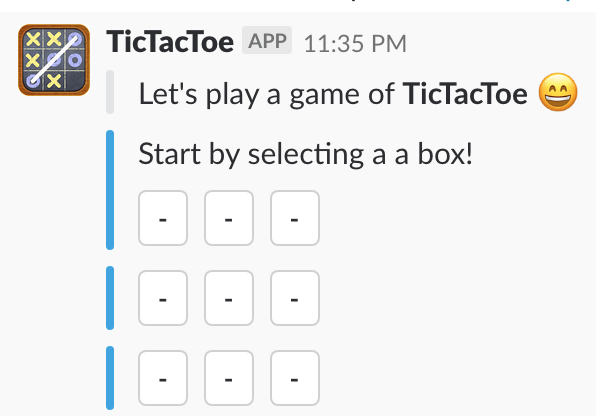 TicTacToe APP 11:35 PM
Let's play a game of TicTacToe 😄
Start by selecting a a box!
- - -
- - -
- - -